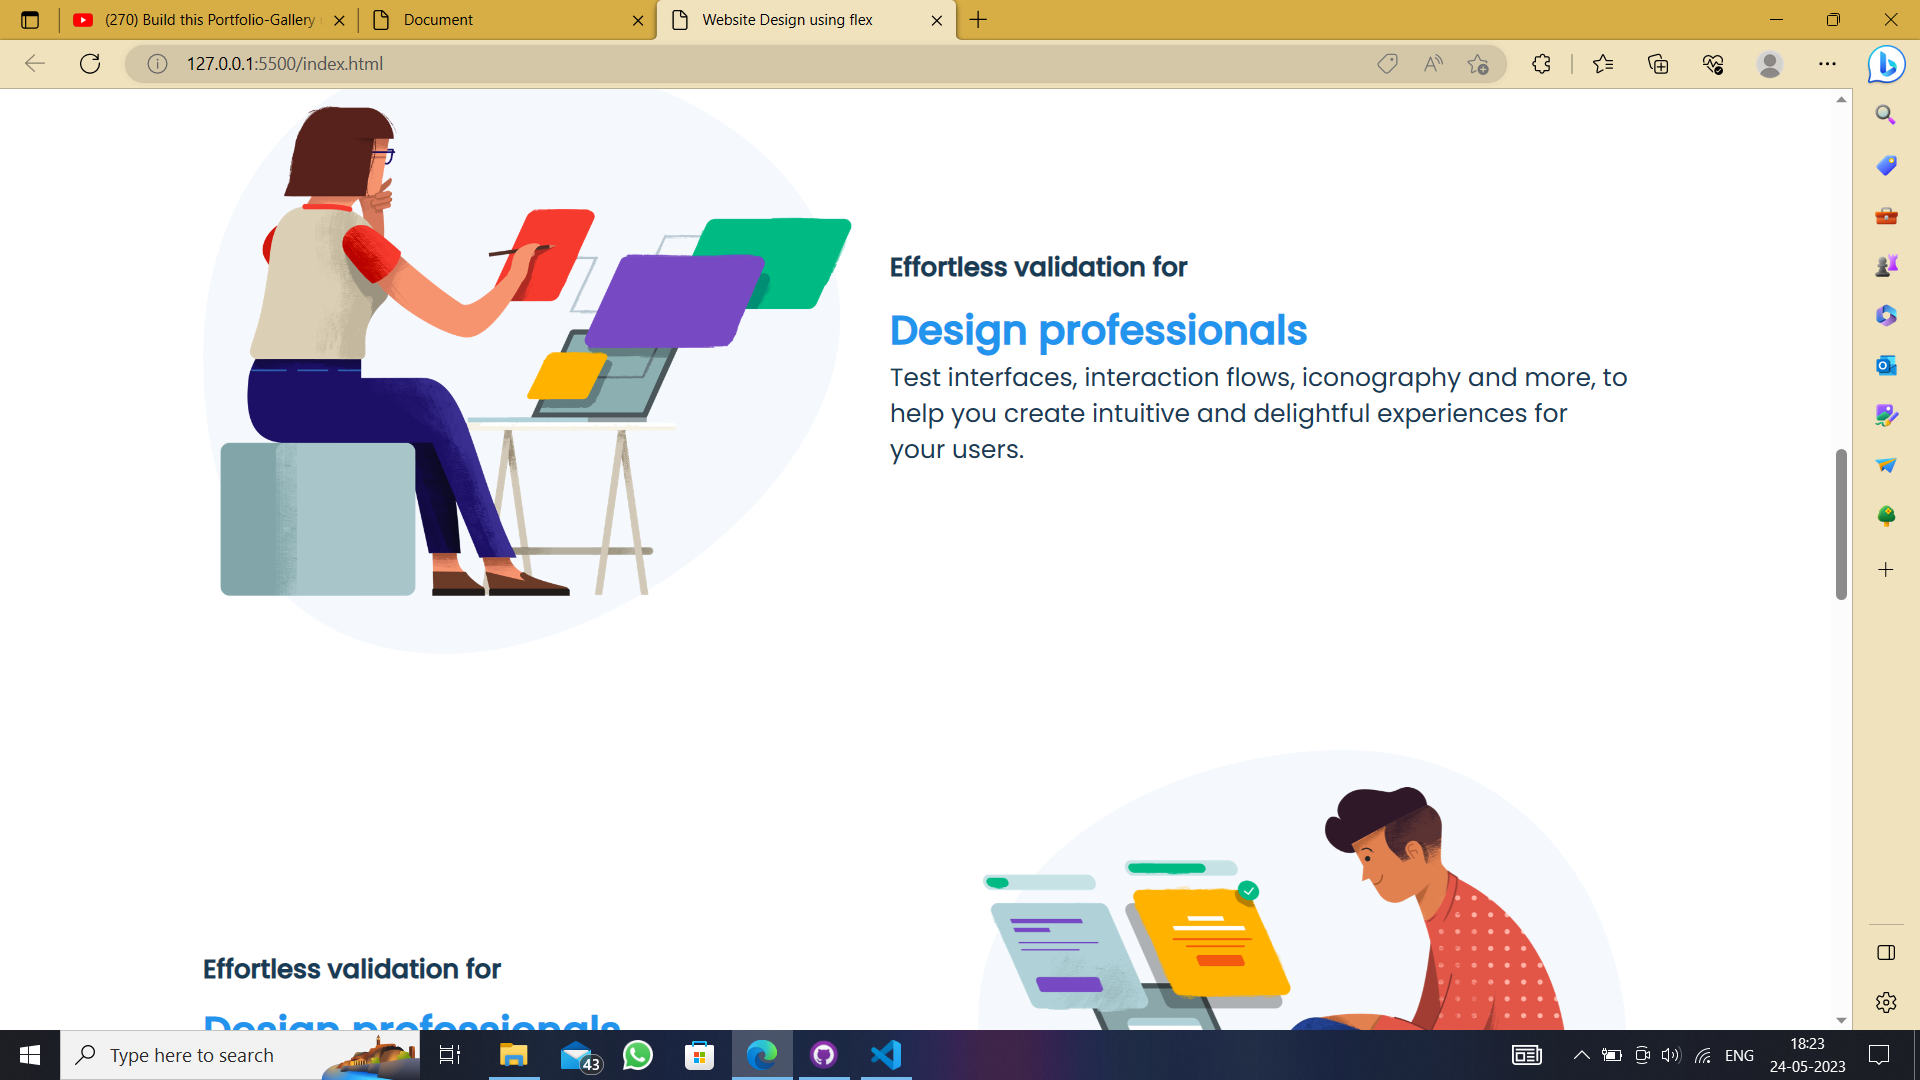 (270) Build this Portfolio-Gallery
Document
Website Design using flex
127.0.0.1:5500/index.html
Effortless validation for
Design professionals
Test interfaces, interaction flows, iconography and more, to
help you create intuitive and delightful experiences for
your users.
Effortless validation for
Design professionals
Type here to search
43
ENG
18:23
24-05-2023